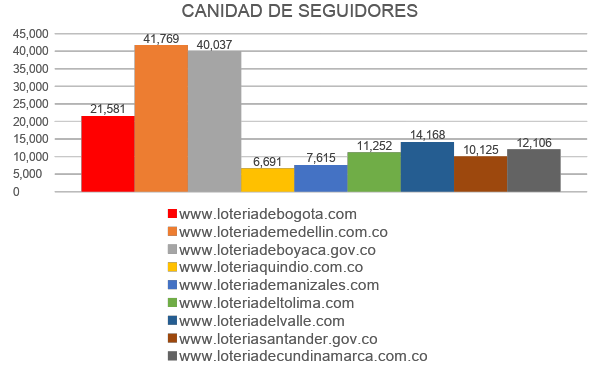 CANIDAD DE SEGUIDORES
45,000
40,000
35,000
30,000
25,000
20,000
15,000
10,000
5,000
0
21,581
41,769
40,037
6,691
7,615
11,252
14,168
10,125
12,106
www.loteriadebogota.com
www.loteriademedellin.com.co
www.loteriadeboyaca.gov.co
www.loteriaquindio.com.co
www.loteriademanizales.com
www.loteriadeltolima.com
www.loteriadelvalle.com
www.loteriasantander.gov.co
www.loteriadecundinamarca.com.co